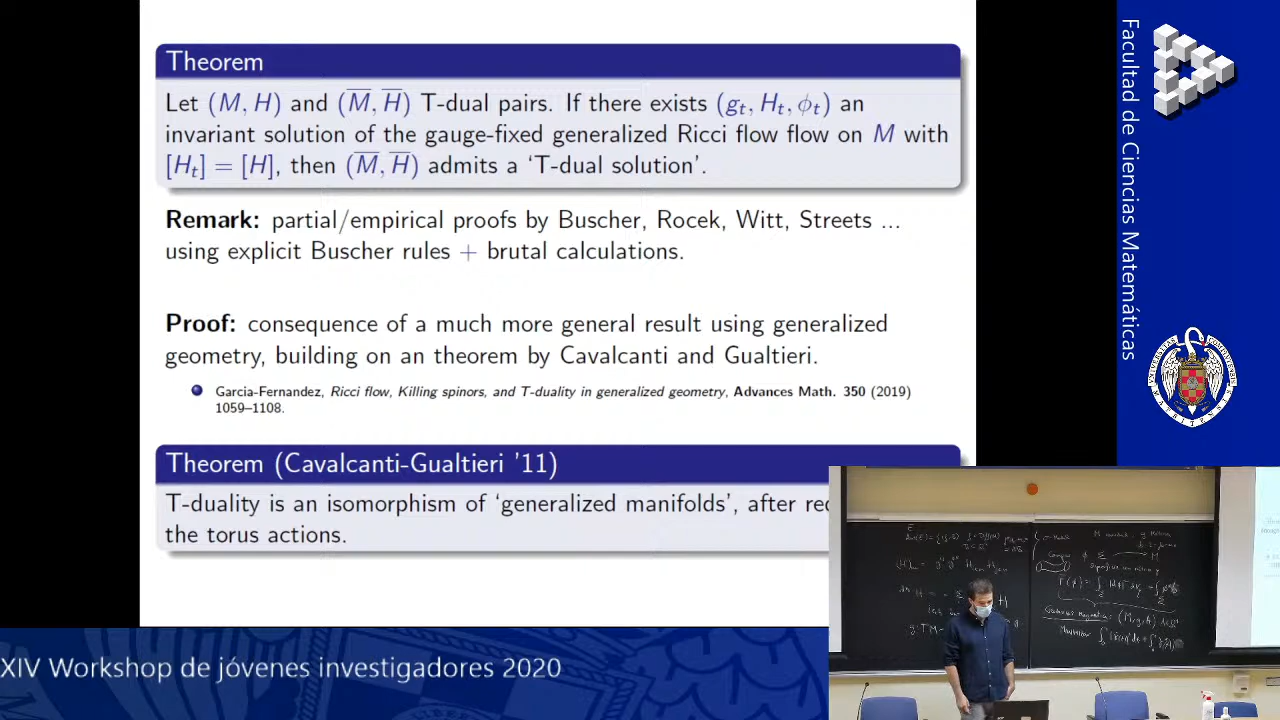 Theorem
Let (M, H) and (M̅, H̅) T-dual pairs. If there exists (gₜ, Hₜ, ϕₜ) an
invariant solution of the gauge-fixed generalized Ricci flow flow on M with
[Hₜ] = [H], then (M̅, H̅) admits a ‘T-dual solution’.
Remark: partial/empirical proofs by Buscher, Rocek, Witt, Streets ...
using explicit Buscher rules + brutal calculations.
Proof: consequence of a much more general result using generalized
geometry, building on an theorem by Cavalcanti and Gualtieri.
Garcia-Fernandez, Ricci flow, Killing spinors, and T-duality in generalized geometry, Advances Math. 350 (2019)
1059–1108.
Theorem (Cavalcanti-Gualtieri '11)
T-duality is an isomorphism of ‘generalized manifolds’, after
the torus actions.
Facultad de Ciencias Matemáticas
XIV Workshop de jóvenes investigadores 2020